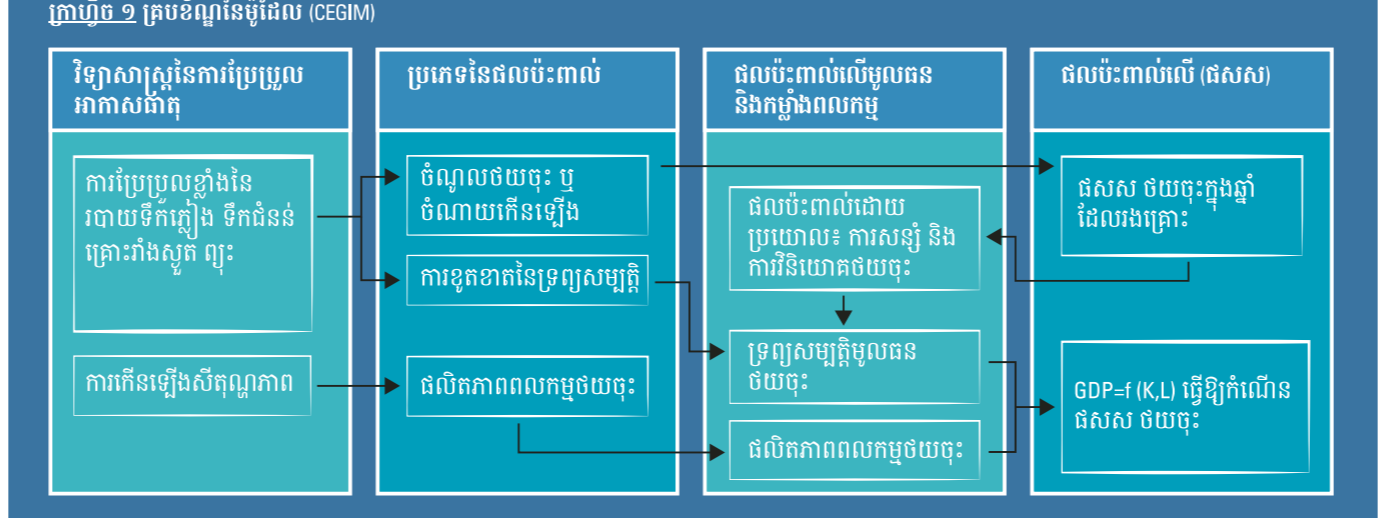 ក្រាហ្វិច ១ គ្របខ័ណ្ឌនៃម៉ូដែល (CEGIM)
វិទ្យាសាស្ត្រនៃការប្រែប្រួល
អាកាសធាតុ
ការប្រែប្រួលខ្លាំងនៃ
របាយទឹកភ្លៀង ទឹកជំនន់
គ្រោះរាំងស្ងួត ព្យុះ
ការកើនឡើងសីតុណ្ហភាព
ប្រភេទនៃផលប៉ះពាល់
ចំណូលថយចុះ ឬ
ចំណាយកើនឡើង
ការខូតខាតនៃទ្រព្យសម្បត្តិ
ផលិតភាពពលកម្មថយចុះ
ផលប៉ះពាល់លើមូលធន
និងកម្លាំងពលកម្ម
ផលប៉ះពាល់ដោយ
ប្រយោល៖ ការសន្សំ និង
ការវិនិយោគថយចុះ
ទ្រព្យសម្បត្តិមូលធន
ថយចុះ
ផលិតភាពពលកម្មថយចុះ
ផលប៉ះពាល់លើ (ផសស)
ផសស ថយចុះក្នុងឆ្នាំ
ដែលរងគ្រោះ
GDP=f (K,L) ធ្វើឱ្យកំណើន
ផសស ថយចុះ